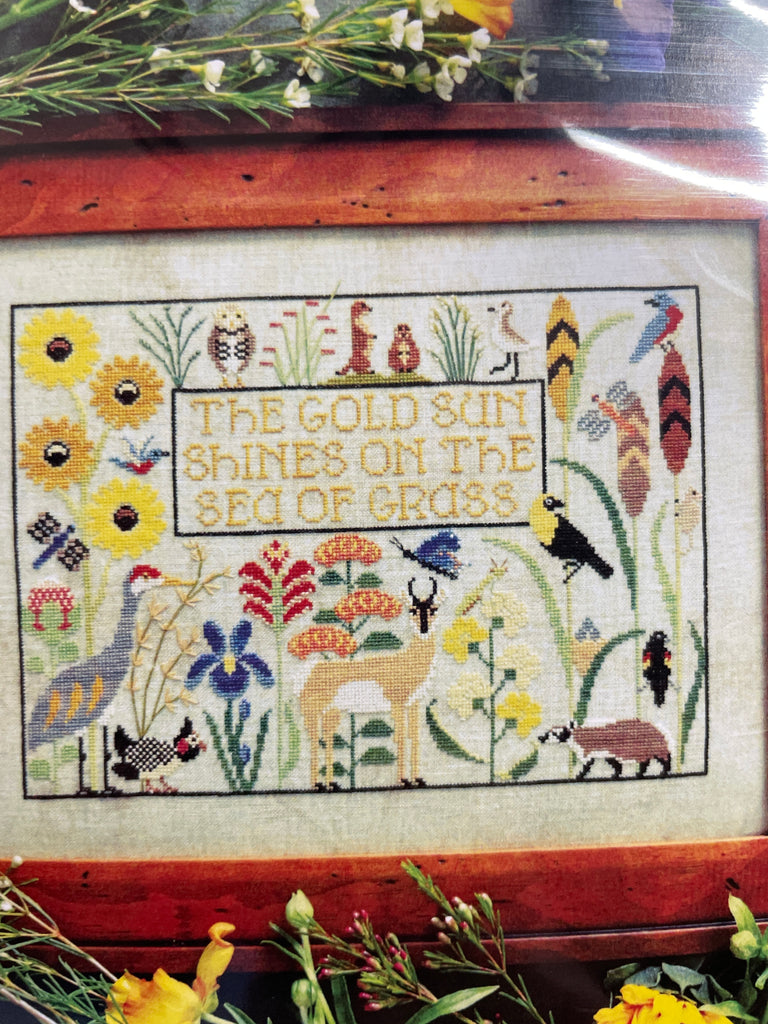 The GOLD SUN
ShINES ON The
SEA OF GRASS